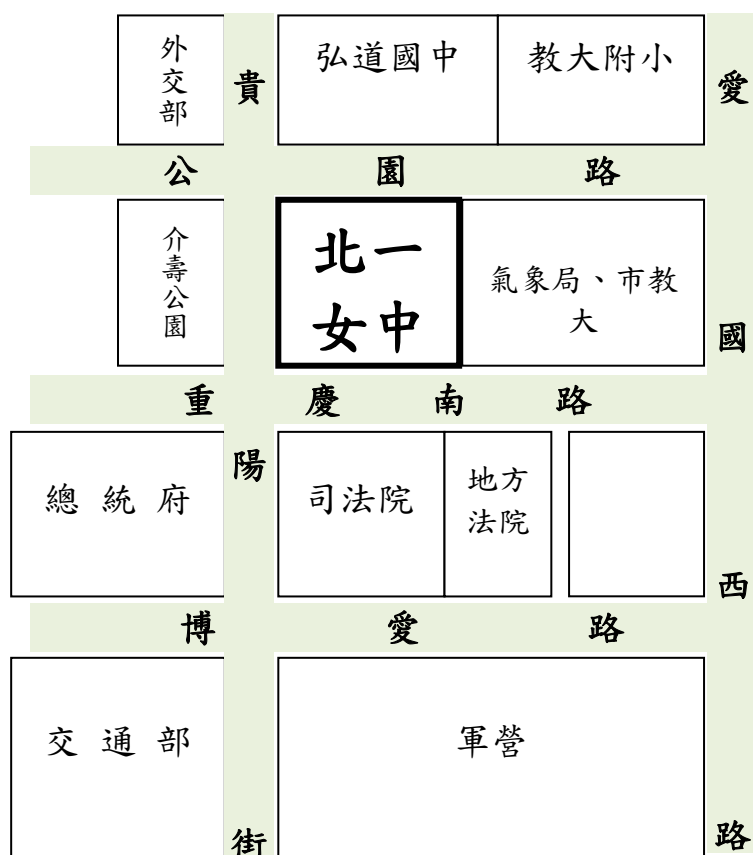 外交部
弘道國中
教大附小
公園路
介壽公園
北一
女中
氣象局、市教
大
重慶南路
總統府
司法院
地方
法院
博愛路
交通部
軍營
貴陽街
愛國西路